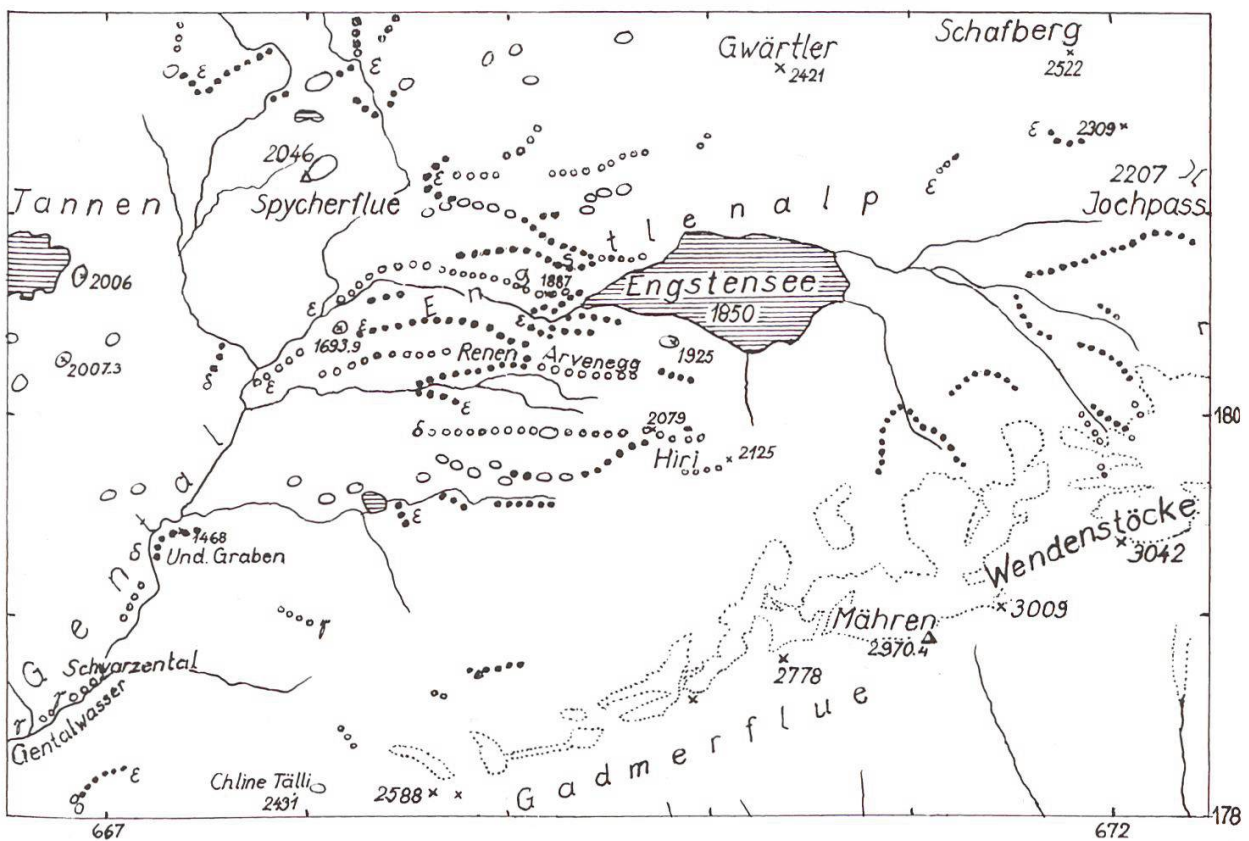 Schafberg
2522
Gwärtler
2421
ε
ε
ε 2309
2046
ε
ε
2207
Tannen
Spycherflue
Jochpass
Engstlenalp
2006
ε
1887
Engstensee
1850
1693.9
ε
ε
Renen
Arvenegg
1925
2007.3
δ
ε
ε
180
δ
2079
Hiri
2125
ε
1468
Und. Graben
δ
Wendenstöcke
3042
3009
Mähren
2970.4
γ
Schwarzental
2778
γ
γ
Gentalwasser
Gental
Gadmerflue
ε
Chline Tälli
2431
2588
178
667
672